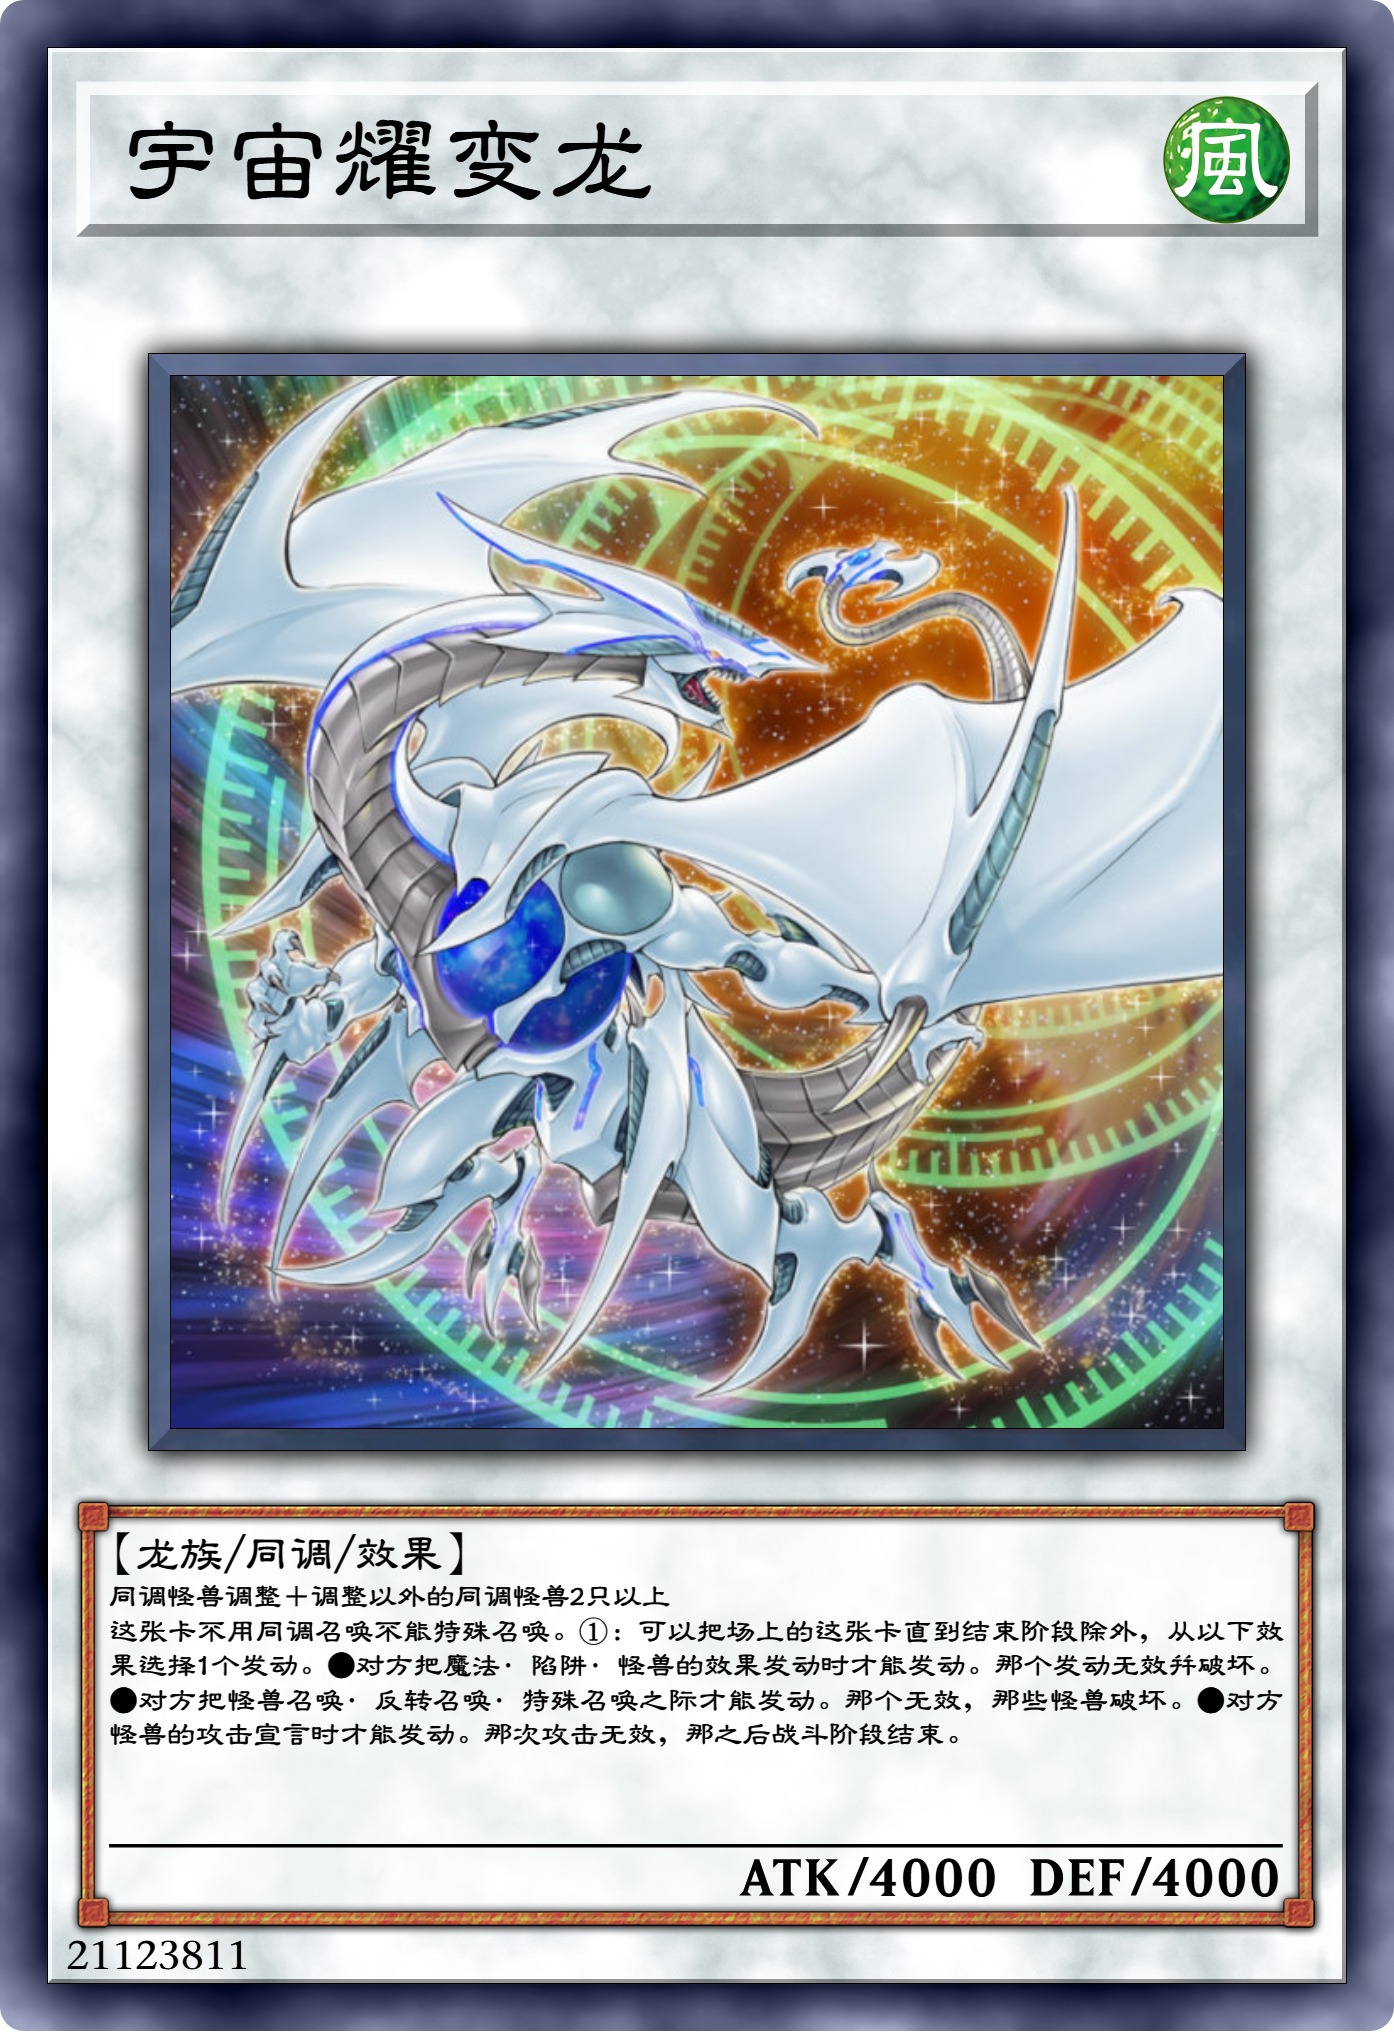 宇宙耀变龙
風
【龙族/同调/效果】
同调怪兽调整＋调整以外的同调怪兽2只以上
这张卡不用同调召唤不能特殊召唤。①：可以把场上的这张卡直到结束阶段除外，从以下效
果选择1个发动。●对方把魔法·陷阱·怪兽的效果发动时才能发动。那个发动无效并破坏。
●对方把怪兽召唤·反转召唤·特殊召唤之际才能发动。那个无效，那些怪兽破坏。●对方
怪兽的攻击宣言时才能发动。那次攻击无效，那之后战斗阶段结束。
ATK/4000 DEF/4000
21123811